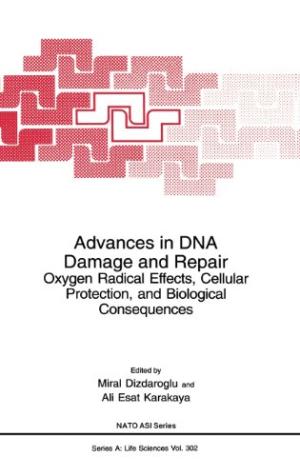 Advances in DNA
Damage and Repair
Oxygen Radical Effects, Cellular
Protection, and Biological
Consequences
Edited by
Miral Dizdaroglu and
Ali Esat Karakaya
NATO ASI Series
Series A: Life Sciences Vol. 302